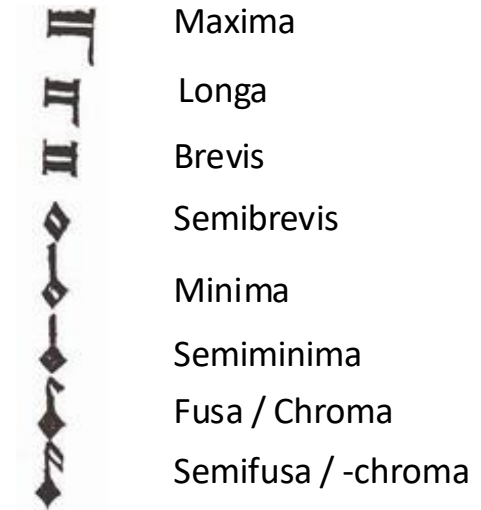 Maxima
Longa
Brevis
Semibrevis
Minima
Semiminima
Fusa / Chroma
Semifusa / -chroma